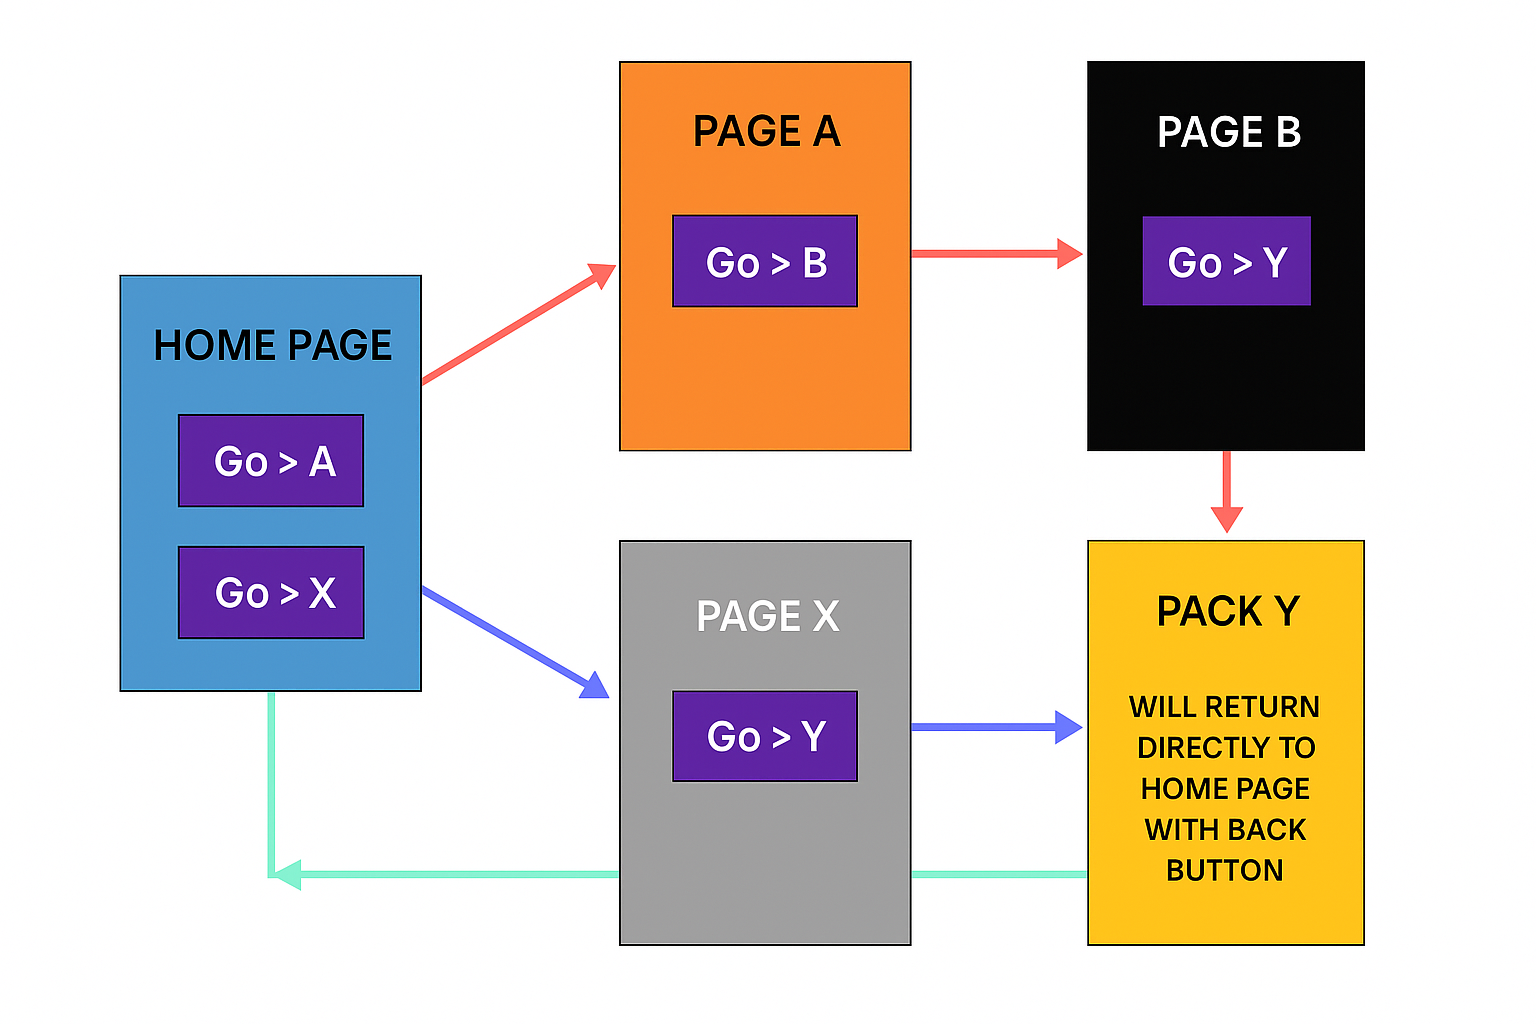 HOME PAGE
Go > A
Go > X
PAGE A
Go > B
PAGE B
Go > Y
PAGE X
Go > Y
PACK Y
WILL RETURN
DIRECTLY TO
HOME PAGE
WITH BACK
BUTTON